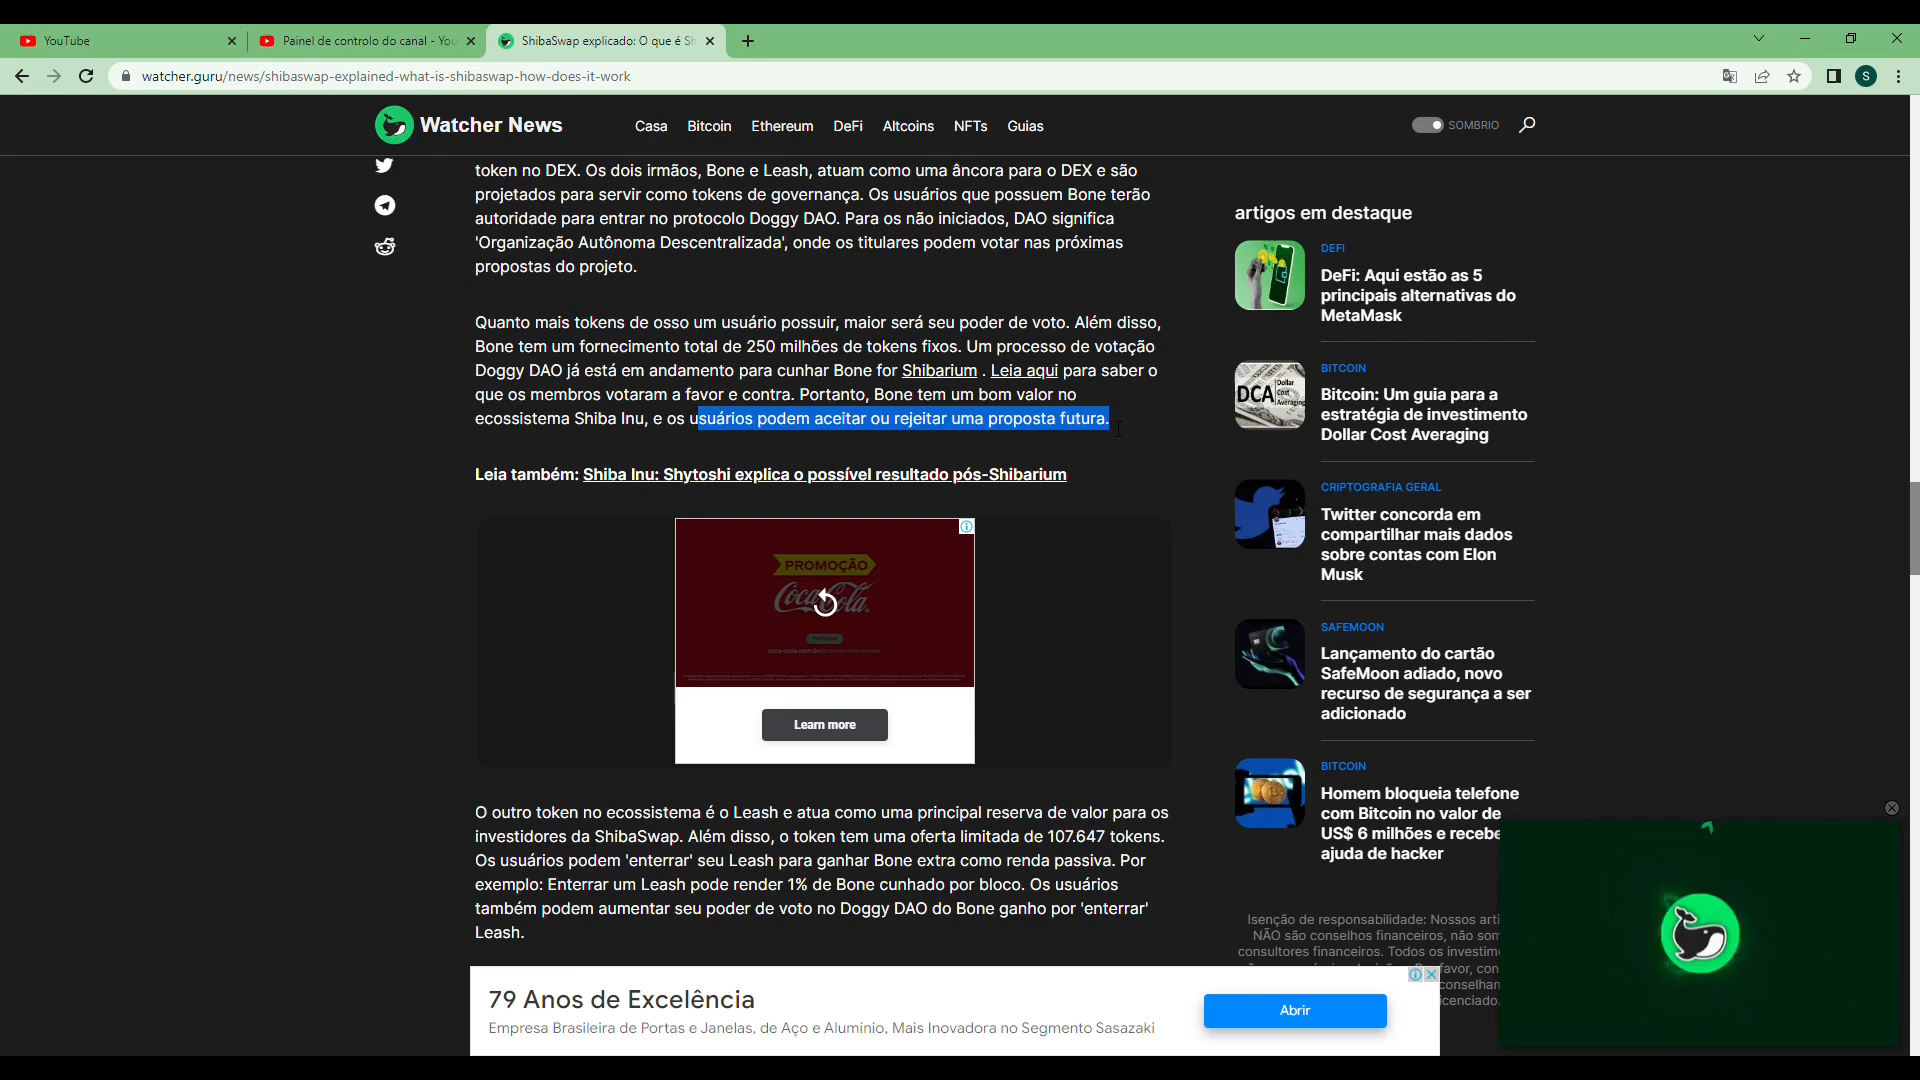 YouTube
Painel de controlo do canal - You
ShibaSwap explicado: O que é Sh
watcher.guru/news/shibaswap-explained-what-is-shibaswap-how-does-it-work
S
Watcher News
Casa
Bitcoin
Ethereum
DeFi
Altcoins
NFTs
Guias
SOMBRIO
token no DEX. Os dois irmãos, Bone e Leash, atuam como uma âncora para o DEX e são
projetados para servir como tokens de governança. Os usuários que possuem Bone terão
autoridade para entrar no protocolo Doggy DAO. Para os não iniciados, DAO significa
'Organização Autônoma Descentralizada', onde os titulares podem votar nas próximas
propostas do projeto.
Quanto mais tokens de osso um usuário possuir, maior será seu poder de voto. Além disso,
Bone tem um fornecimento total de 250 milhões de tokens fixos. Um processo de votação
Doggy DAO já está em andamento para cunhar Bone for Shibarium . Leia aqui para saber o
que os membros votaram a favor e contra. Portanto, Bone tem um bom valor no
ecossistema Shiba Inu, e os usuários podem aceitar ou rejeitar uma proposta futura.
Leia também: Shiba Inu: Shytoshi explica o possível resultado pós-Shibarium
PROMOÇÃO
Coca-Cola
Learn more
O outro token no ecossistema é o Leash e atua como uma principal reserva de valor para os
investidores da ShibaSwap. Além disso, o token tem uma oferta limitada de 107.647 tokens.
Os usuários podem 'enterrar' seu Leash para ganhar Bone extra como renda passiva. Por
exemplo: Enterrar um Leash pode render 1% de Bone cunhado por bloco. Os usuários
também podem aumentar seu poder de voto no Doggy DAO do Bone ganho por 'enterrar'
Leash.
artigos em destaque
DEFI
DeFi: Aqui estão as 5
principais alternativas do
MetaMask
DCA
Dollar
Cost
Averaging
BITCOIN
Bitcoin: Um guia para a
estratégia de investimento
Dollar Cost Averaging
CRIPTOGRAFIA GERAL
Twitter concorda em
compartilhar mais dados
sobre contas com Elon
Musk
SAFEMOON
Lançamento do cartão
SafeMoon adiado, novo
recurso de segurança a ser
adicionado
BITCOIN
Homem bloqueia telefone
com Bitcoin no valor de
US$ 6 milhões e recebe
ajuda de hacker
Isenção de responsabilidade: Nossos arti
NÃO são conselhos financeiros, não som
consultores financeiros. Todos os investim
favor, con
conselhan
icenciado.
79 Anos de Excelência
Empresa Brasileira de Portas e Janelas, de Aço e Alumínio, Mais Inovadora no Segmento Sasazaki
Abrir